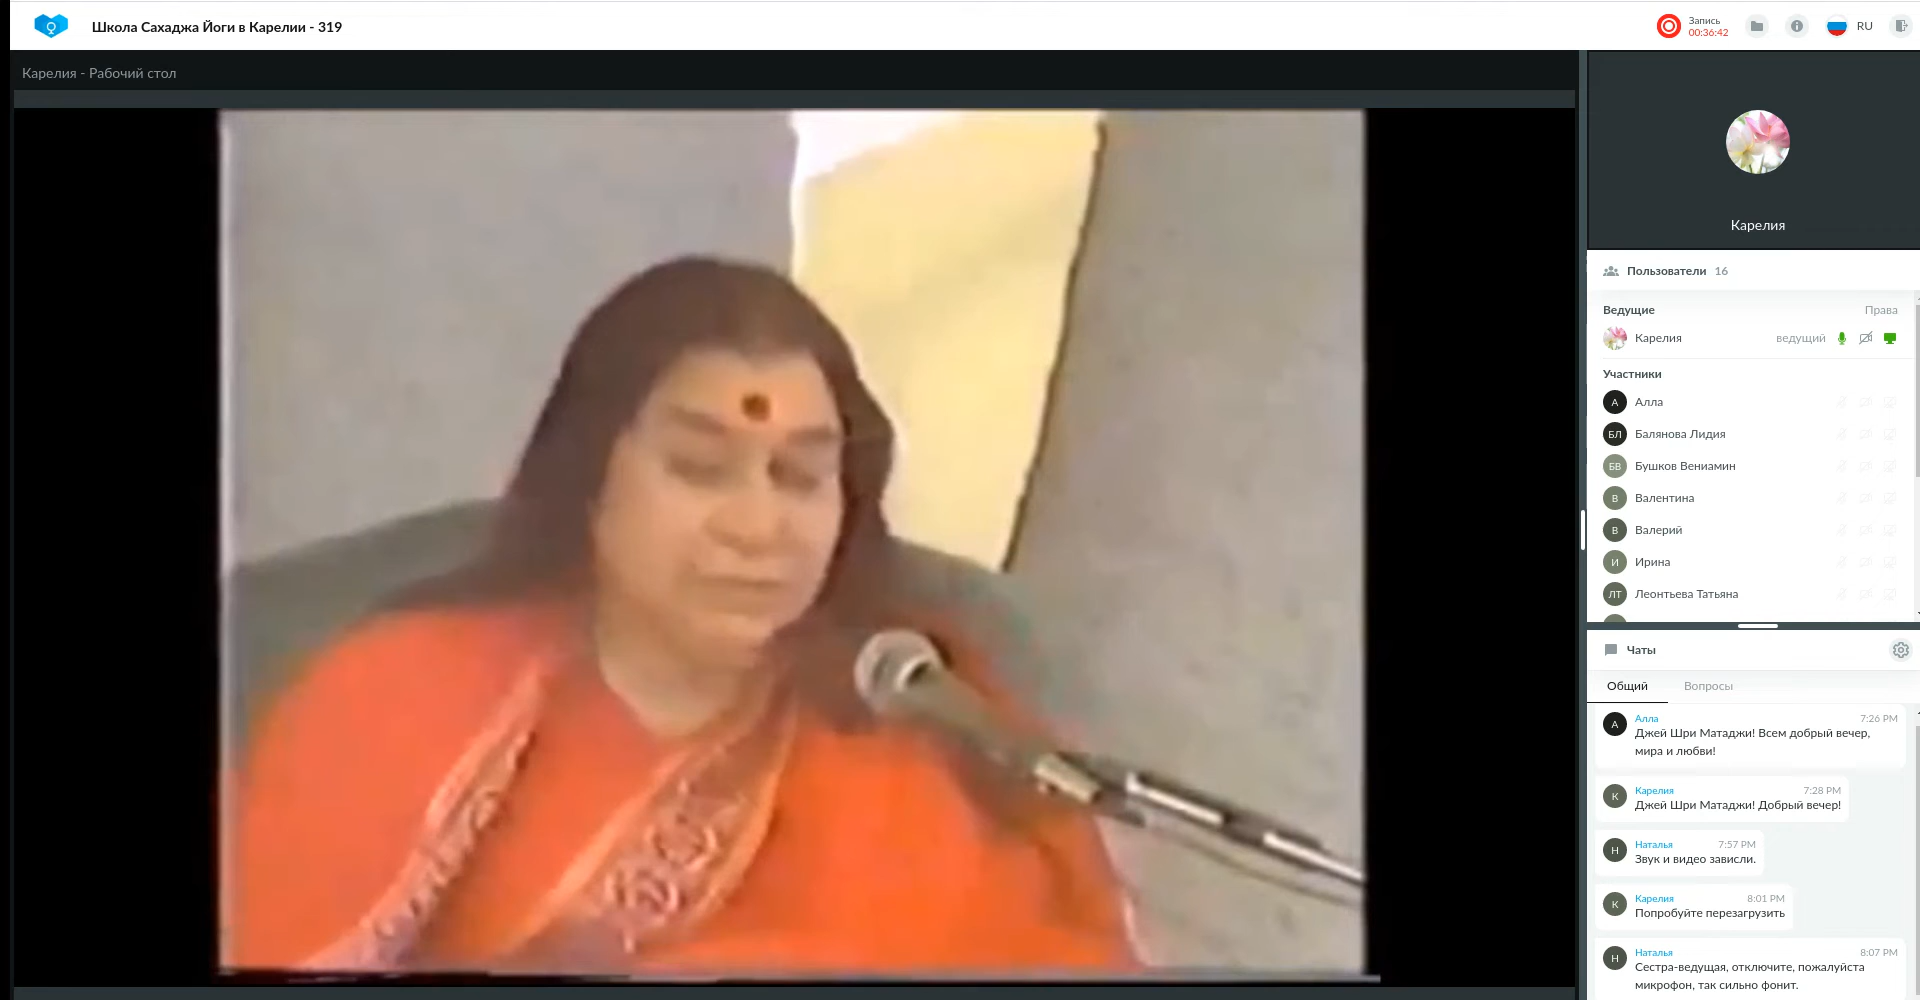 Школа Сахаджа Йоги в Карелии - 319
Запись
00:36:42
RU
Карелия - Рабочий стол
Карелия
Пользователи 16
Ведущие Права
Карелия ведущий
Участники
А Алла
БЛ Балянова Лидия
БВ Бушков Вениамин
В Валентина
В Валерий
И Ирина
ЛТ Леонтьева Татьяна
Чаты
Общий Вопросы
А Алла 7:26 PM
Джей Шри Матаджи! Всем добрый вечер,
мира и любви!
К Карелия 7:28 PM
Джей Шри Матаджи! Добрый вечер!
Н Наталья 7:57 PM
Звук и видео зависли.
К Карелия 8:01 PM
Попробуйте перезагрузить
Н Наталья 8:07 PM
Сестра-ведущая, отключите, пожалуйста
микрофон, так сильно фонит.